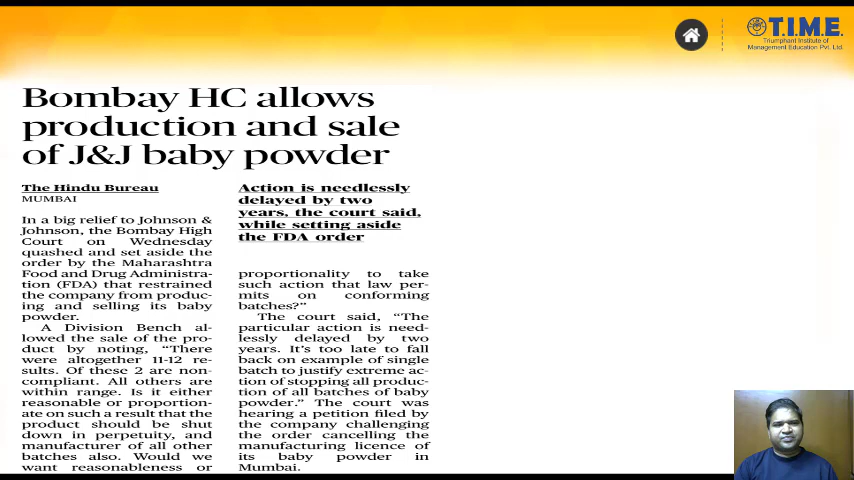 T.I.M.E.
Triumphant Institute of
Management Education Pvt. Ltd.
Bombay HC allows
production and sale
of J&J baby powder
The Hindu Bureau
MUMBAI
In a big relief to Johnson &
Johnson, the Bombay High
Court on Wednesday
quashed and set aside the
order by the Maharashtra
Food and Drug Administra-
tion (FDA) that restrained
the company from produc-
ing and selling its baby
powder.
A Division Bench al-
lowed the sale of the pro-
duct by noting, “There
were altogether 11-12 re-
sults. Of these 2 are non-
compliant. All others are
within range. Is it either
reasonable or proportion-
ate on such a result that the
product should be shut
down in perpetuity, and
manufacturer of all other
batches also. Would we
want reasonableness or
Action is needlessly
delayed by two
years, the court said,
while setting aside
the FDA order
proportionality to take
such action that law per-
mits on conforming
batches?”
The court said, “The
particular action is need-
lessly delayed by two
years. It’s too late to fall
back on example of single
batch to justify extreme ac-
tion of stopping all produc-
tion of all batches of baby
powder.” The court was
hearing a petition filed by
the company challenging
the order cancelling the
manufacturing licence of
its baby powder in
Mumbai.